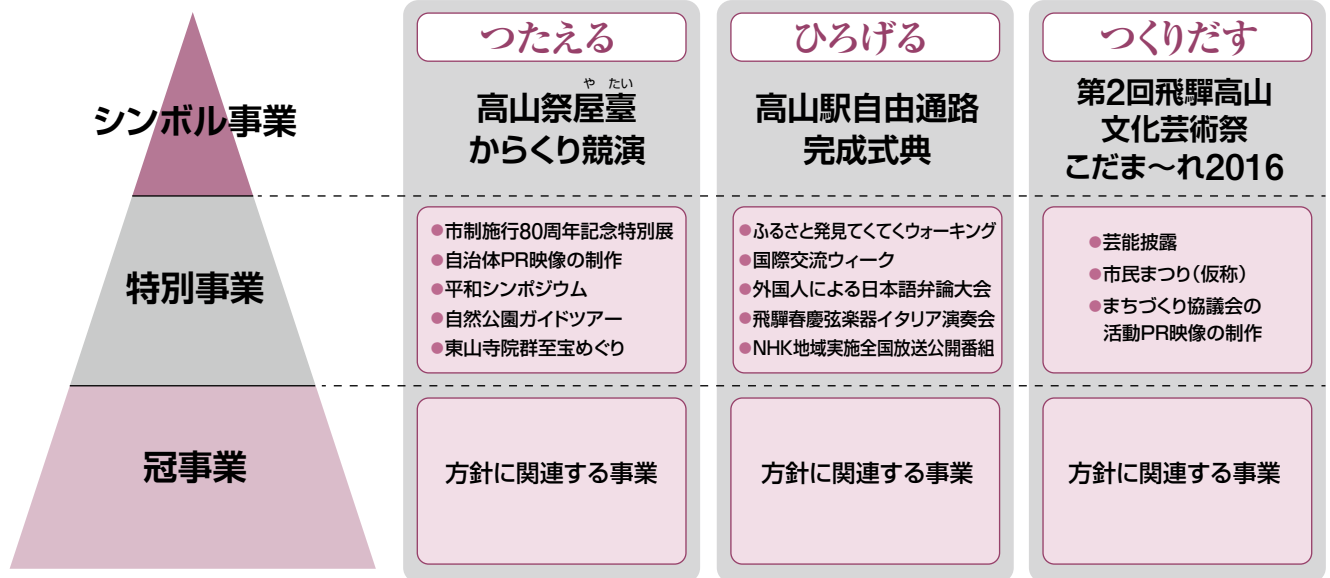 シンボル事業
特別事業
冠事業
つたえる
や たい
高山祭屋臺
からくり競演
●市制施行80周年記念特別展
●自治体PR映像の制作
●平和シンポジウム
●自然公園ガイドツアー
●東山寺院群至宝めぐり
方針に関連する事業
ひろげる
高山駅自由通路
完成式典
●ふるさと発見てくてくウォーキング
●国際交流ウィーク
●外国人による日本語弁論大会
●飛驒春慶弦楽器イタリア演奏会
●NHK地域実施全国放送公開番組
方針に関連する事業
つくりだす
第2回飛驒高山
文化芸術祭
こだま〜れ2016
●芸能披露
●市民まつり(仮称)
●まちづくり協議会の
活動PR映像の制作
方針に関連する事業